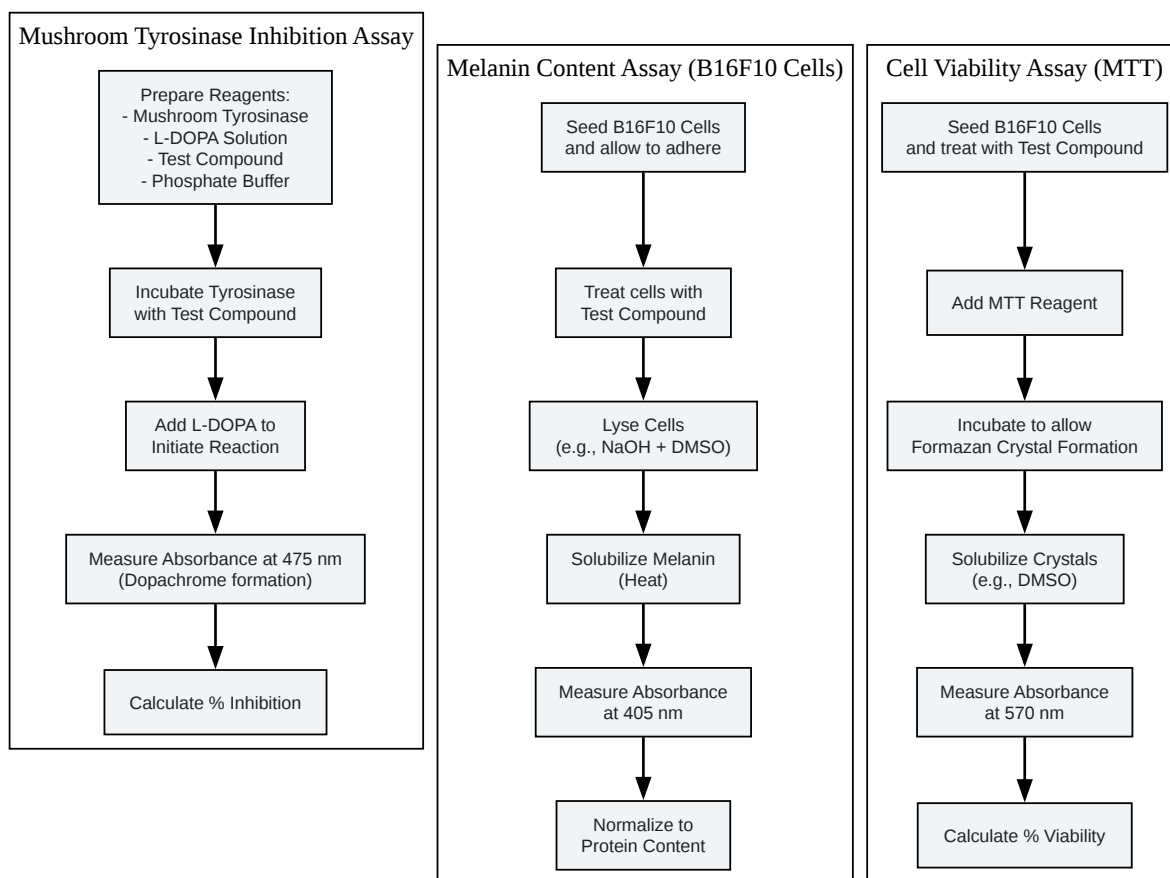 Mushroom Tyrosinase Inhibition Assay
Prepare Reagents:
- Mushroom Tyrosinase
- L-DOPA Solution
- Test Compound
- Phosphate Buffer
Incubate Tyrosinase
with Test Compound
Add L-DOPA to
Initiate Reaction
Measure Absorbance at 475 nm
(Dopachrome formation)
Calculate % Inhibition
Melanin Content Assay (B16F10 Cells)
Seed B16F10 Cells
and allow to adhere
Treat cells with
Test Compound
Lyse Cells
(e.g., NaOH + DMSO)
Solubilize Melanin
(Heat)
Measure Absorbance
at 405 nm
Normalize to
Protein Content
Cell Viability Assay (MTT)
Seed B16F10 Cells
and treat with Test Compound
Add MTT Reagent
Incubate to allow
Formazan Crystal Formation
Solubilize Crystals
(e.g., DMSO)
Measure Absorbance
at 570 nm
Calculate % Viability